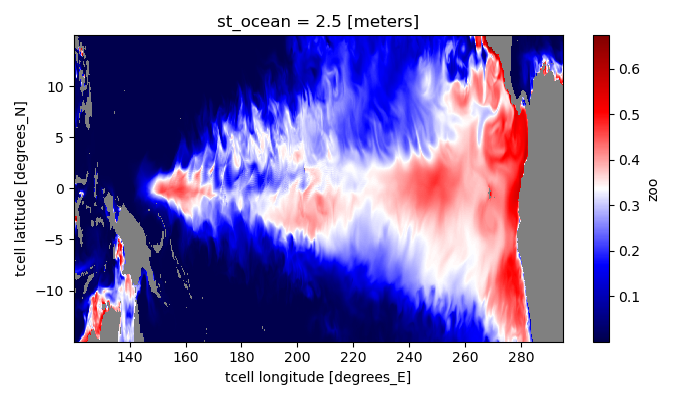 st_ocean = 2.5 [meters]
10
5
0
−5
−10
tcell latitude [degrees_N]
140 160 180 200 220 240 260 280
tcell longitude [degrees_E]
0.6
0.5
0.4
0.3
0.2
0.1
zoo